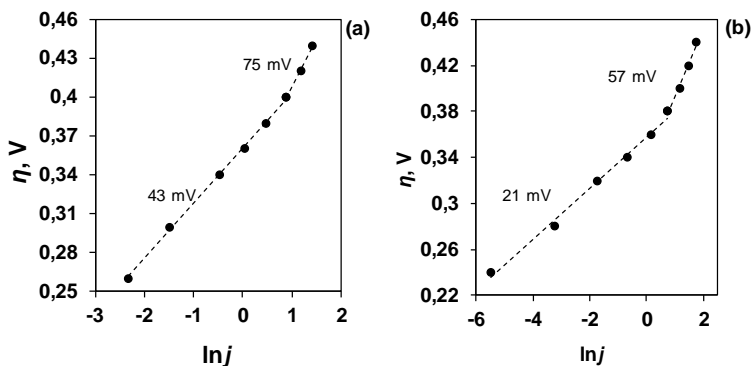 (a)
0,46
0,43
0,4
0,37
0,34
0,31
0,28
0,25
η, V
75 mV
43 mV
-3 -2 -1 0 1 2
lnj
(b)
0,46
0,42
0,38
0,34
0,3
0,26
0,22
η, V
57 mV
21 mV
-6 -4 -2 0 2
lnj